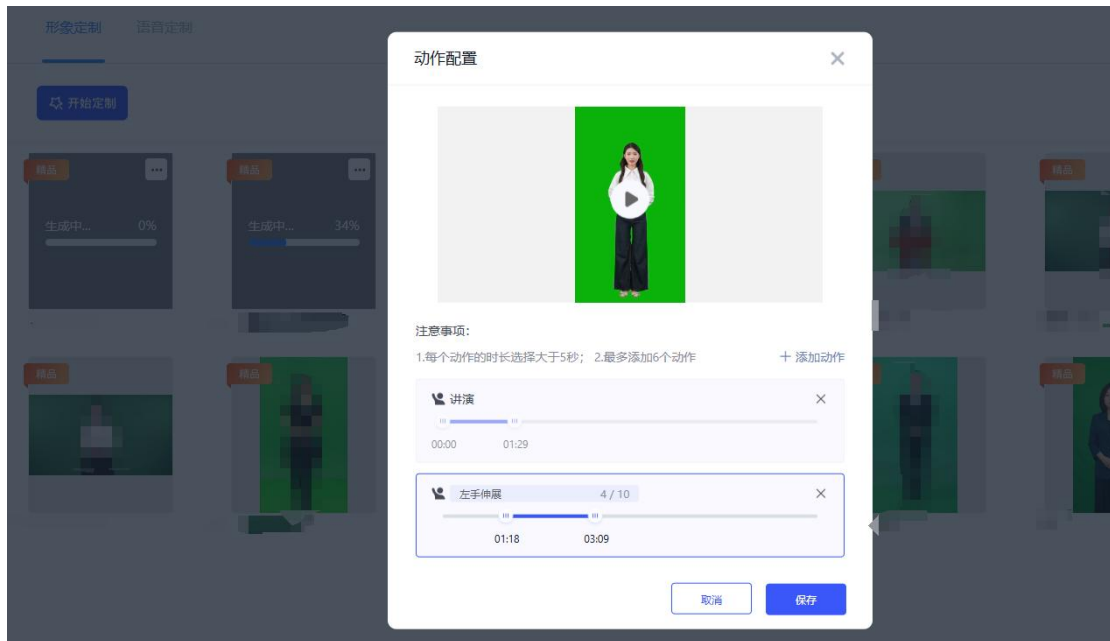 形象定制 语音定制
开始定制
精品
生成中... 0%
精品
生成中... 34%
精品
精品
精品
精品
动作配置
注意事项：
1.每个动作的时长选择大于5秒； 2.最多添加6个动作
添加动作
讲演
00:00 01:29
左手伸展 4 / 10
01:18 03:09
取消 保存